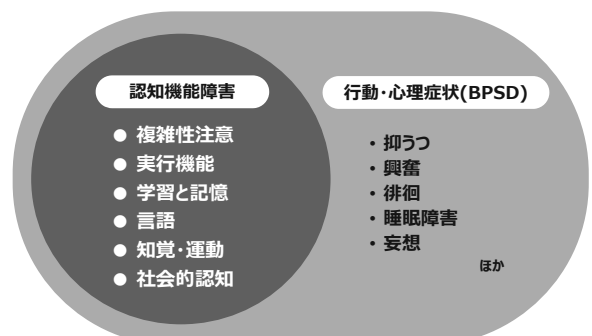 認知機能障害
● 複雑性注意
● 実行機能
● 学習と記憶
● 言語
● 知覚・運動
● 社会的認知
行動・心理症状(BPSD)
・抑うつ
・興奮
・徘徊
・睡眠障害
・妄想
ほか